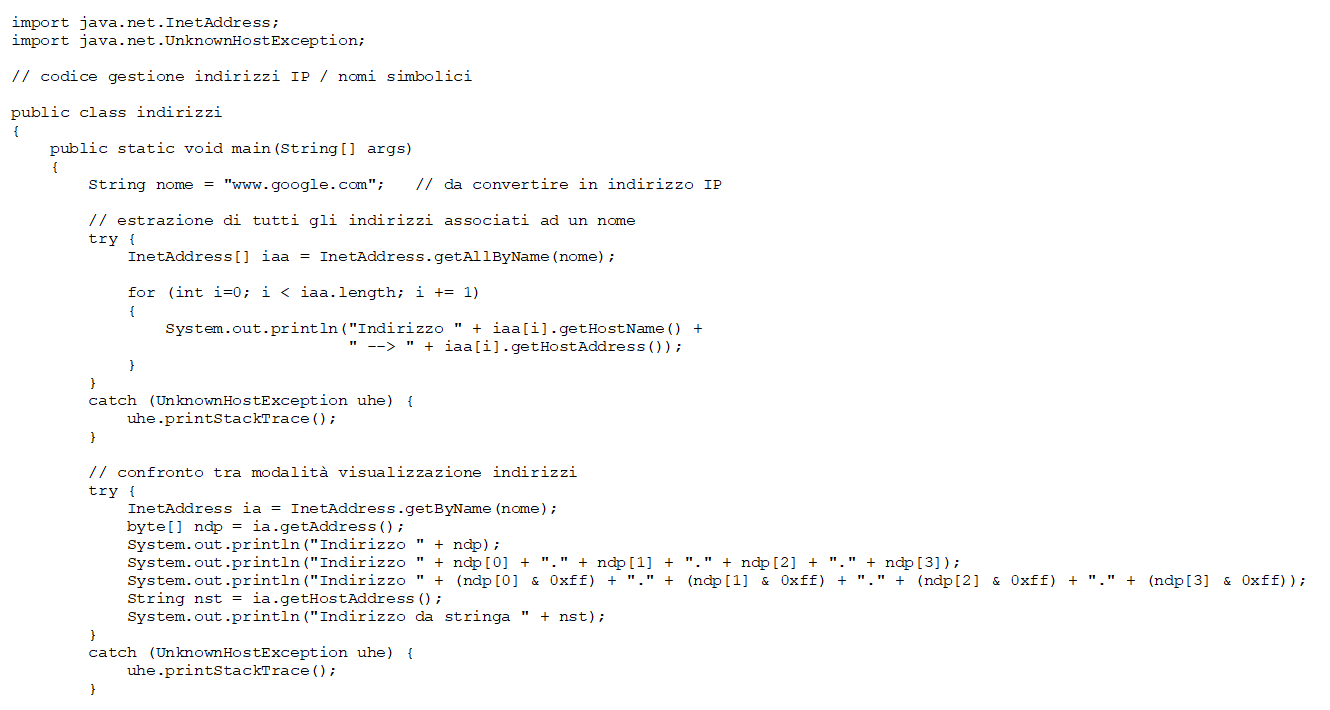 import java.net.InetAddress;
import java.net.UnknownHostException;
// codice gestione indirizzi IP / nomi simbolici
public class indirizzi
{
public static void main(String[] args)
{
String nome = "www.google.com";   // da convertire in indirizzo IP
// estrazione di tutti gli indirizzi associati ad un nome
try {
InetAddress[] iaa = InetAddress.getAllByName(nome);
for (int i=0; i < iaa.length; i += 1)
{
System.out.println("Indirizzo " + iaa[i].getHostName() +
" --> " + iaa[i].getHostAddress());
}
}
catch (UnknownHostException uhe) {
uhe.printStackTrace();
}
// confronto tra modalità visualizzazione indirizzi
try {
InetAddress ia = InetAddress.getByName(nome);
byte[] ndp = ia.getAddress();
System.out.println("Indirizzo " + ndp);
System.out.println("Indirizzo " + ndp[0] + "." + ndp[1] + "." + ndp[2] + "." + ndp[3]);
System.out.println("Indirizzo " + (ndp[0] & 0xff) + "." + (ndp[1] & 0xff) + "." + (ndp[2] & 0xff) + "." + (ndp[3] & 0xff));
String nst = ia.getHostAddress();
System.out.println("Indirizzo da stringa " + nst);
}
catch (UnknownHostException uhe) {
uhe.printStackTrace();
}